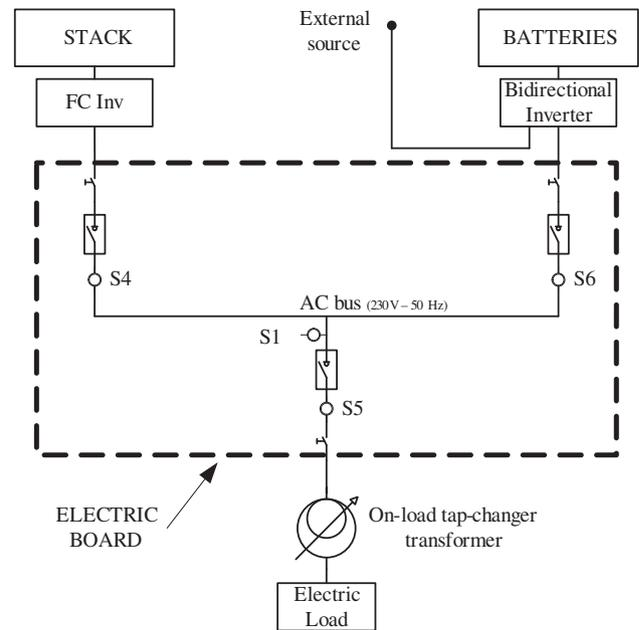 STACK
External
source
BATTERIES
FC Inv
Bidirectional
Inverter
S4
S6
AC bus (230V – 50 Hz)
S1
S5
ELECTRIC
BOARD
On-load tap-changer
transformer
Electric
Load